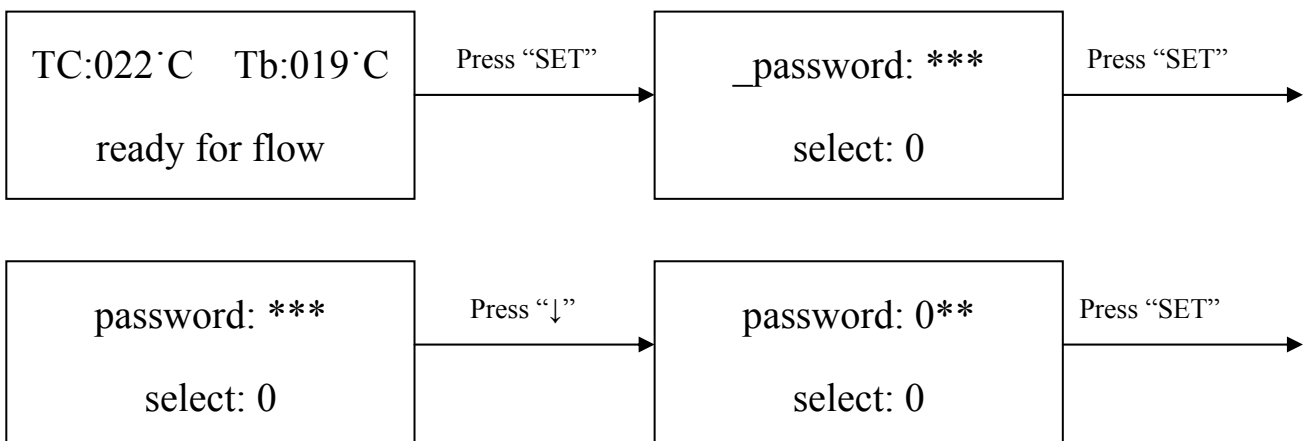 TC:022˙C Tb:019˙C Press “SET” _password: *** Press “SET”
ready for flow select: 0
password: *** Press “↓” password: 0** Press “SET”
select: 0 select: 0